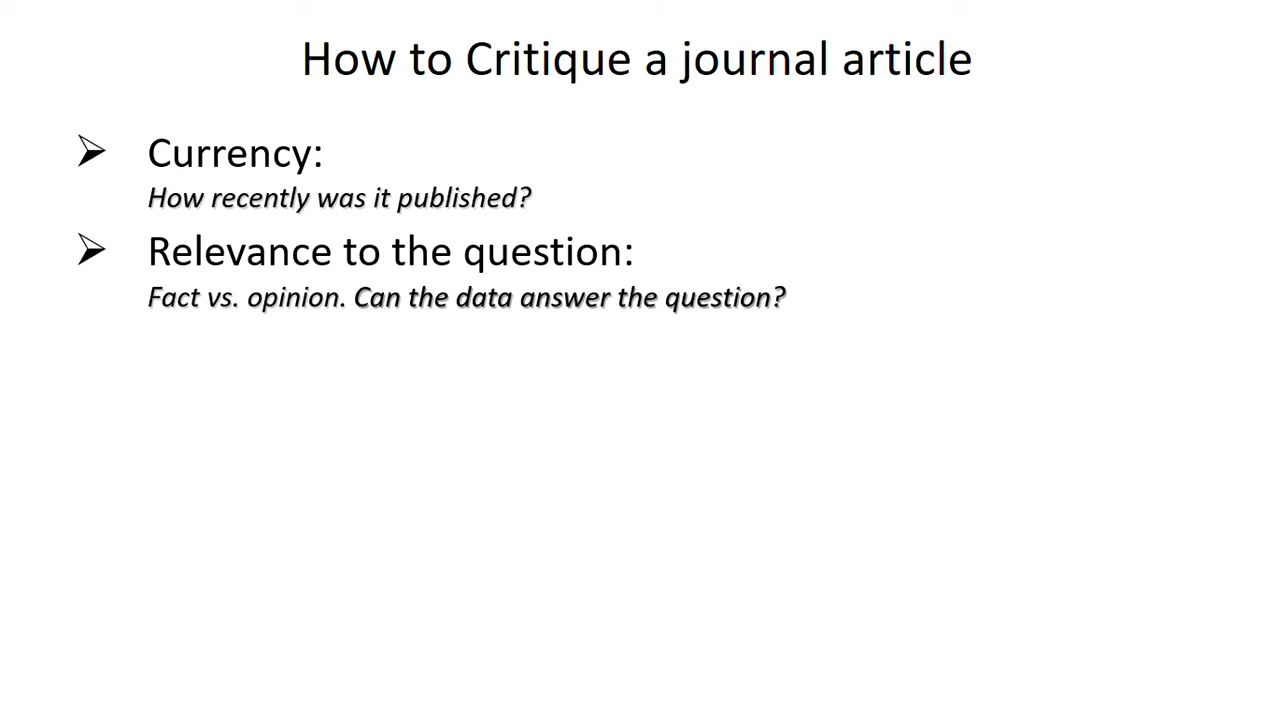 How to Critique a journal article
Currency:
How recently was it published?
Relevance to the question:
Fact vs. opinion. Can the data answer the question?